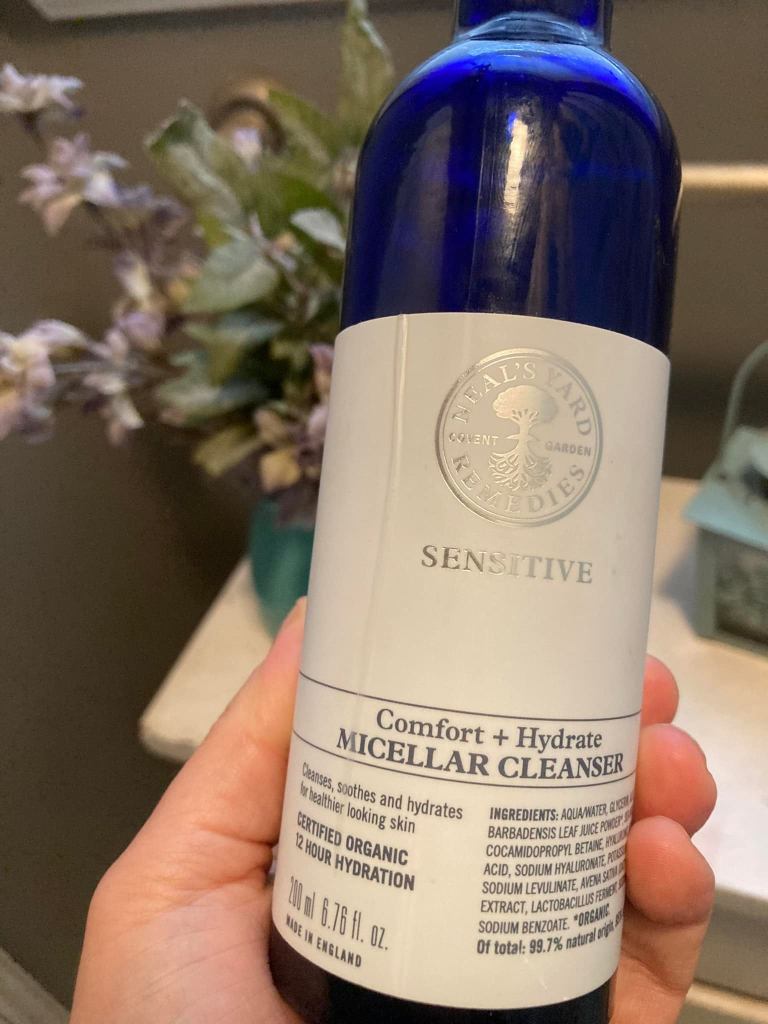 NEAL'S YARD
COVENT GARDEN
REMEDIES
SENSITIVE
Comfort + Hydrate
MICELLAR CLEANSER
Cleanses, soothes and hydrates
for healthier looking skin
CERTIFIED ORGANIC
12 HOUR HYDRATION
200 ml 6.76 fl. oz.
MADE IN ENGLAND
INGREDIENTS: AQUA/WATER, GLYCERIN,
BARBADENSIS LEAF JUICE POWDER*,
COCAMIDOPROPYL BETAINE,
ACID, SODIUM HYALURONATE,
SODIUM LEVULINATE, AVENA SATIVA
EXTRACT, LACTOBACILLUS FERMENT,
SODIUM BENZOATE. *ORGANIC.
Of total: 99.7% natural origin,